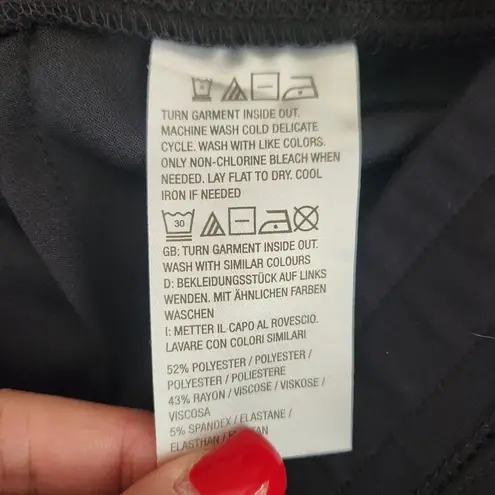 TURN GARMENT INSIDE OUT.
MACHINE WASH COLD DELICATE
CYCLE. WASH WITH LIKE COLORS.
ONLY NON-CHLORINE BLEACH WHEN
NEEDED. LAY FLAT TO DRY. COOL
IRON IF NEEDED
30
GB: TURN GARMENT INSIDE OUT.
WASH WITH SIMILAR COLOURS
D: BEKLEIDUNGSSTÜCK AUF LINKS
WENDEN. MIT ÄHNLICHEN FARBEN
WASCHEN
I: METTER IL CAPO AL ROVESCIO.
LAVARE CON COLORI SIMILARI
52% POLYESTER / POLYESTER /
POLYESTER / POLIESTERE
43% RAYON / VISCOSE / VISKOSE /
VISCOSA
5% SPANDEX / ELASTANE /
ELASTHAN /